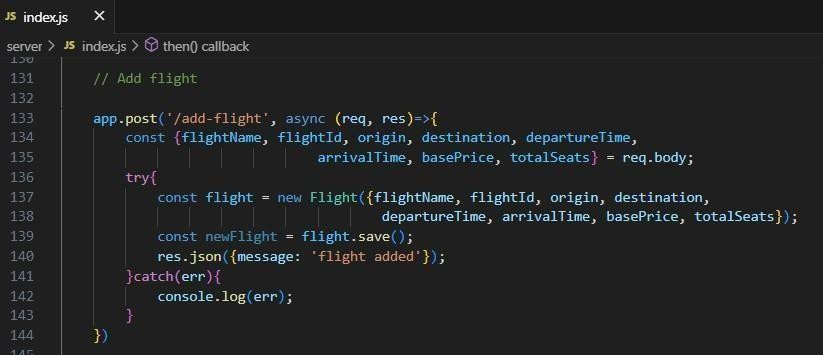 JS index.js ×
server > JS index.js > then() callback
130
131 // Add flight
132
133 app.post('/add-flight', async (req, res)=>{
134 const {flightName, flightId, origin, destination, departureTime,
135 arrivalTime, basePrice, totalSeats} = req.body;
136 try{
137 const flight = new Flight({flightName, flightId, origin, destination,
138 departureTime, arrivalTime, basePrice, totalSeats});
139 const newFlight = flight.save();
140 res.json({message: 'flight added'});
141 }catch(err){
142 console.log(err);
143 }
144 })
145